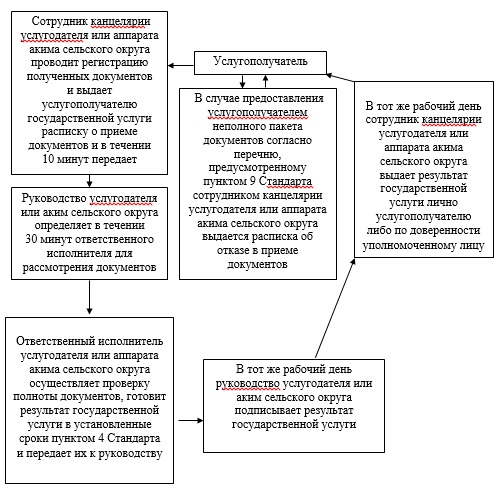 Сотрудник канцелярии
услугодателя или аппарата
акима сельского округа
проводит регистрацию
полученных документов
и выдает
услугополучателю
государственной услуги
расписку о приеме
документов и в течении
10 минут передает
Услугополучатель
В случае предоставления
услугополучателем
неполного пакета
документов согласно
перечню,
предусмотренному
пунктом 9 Стандарта
сотрудником канцелярии
услугодателя или аппарата
акима сельского округа
выдается расписка об
отказе в приеме
документов
В тот же рабочий день
сотрудник канцелярии
услугодателя или
аппарата акима
сельского округа
выдает результат
государственной
услуги лично
услугополучателю
либо по доверенности
уполномоченному лицу
Руководство услугодателя
или аким сельского округа
определяет в течении
30 минут ответственного
исполнителя для
рассмотрения документов
Ответственный исполнитель
услугодателя или аппарата
акима сельского округа
осуществляет проверку
полноты документов, готовит
результат государственной
услуги в установленные
сроки пунктом 4 Стандарта
и передает их к руководству
В тот же рабочий день
руководство услугодателя или
аким сельского округа
подписывает результат
государственной услуги